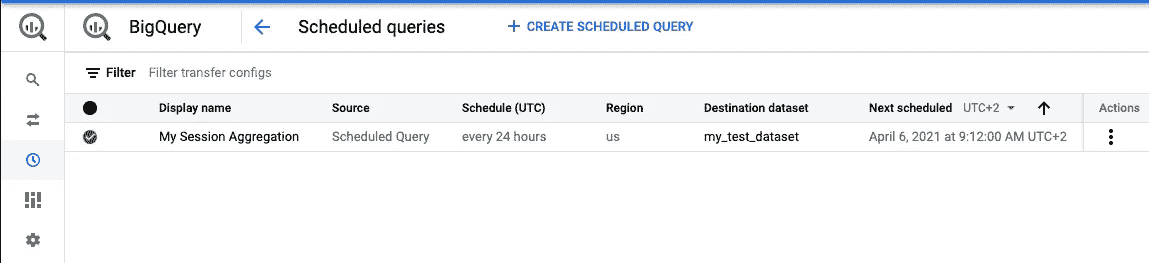 BigQuery Scheduled queries + CREATE SCHEDULED QUERY
Filter Filter transfer configs
Display name Source Schedule (UTC) Region Destination dataset Next scheduled UTC+2 Actions
My Session Aggregation Scheduled Query every 24 hours us my_test_dataset April 6, 2021 at 9:12:00 AM UTC+2